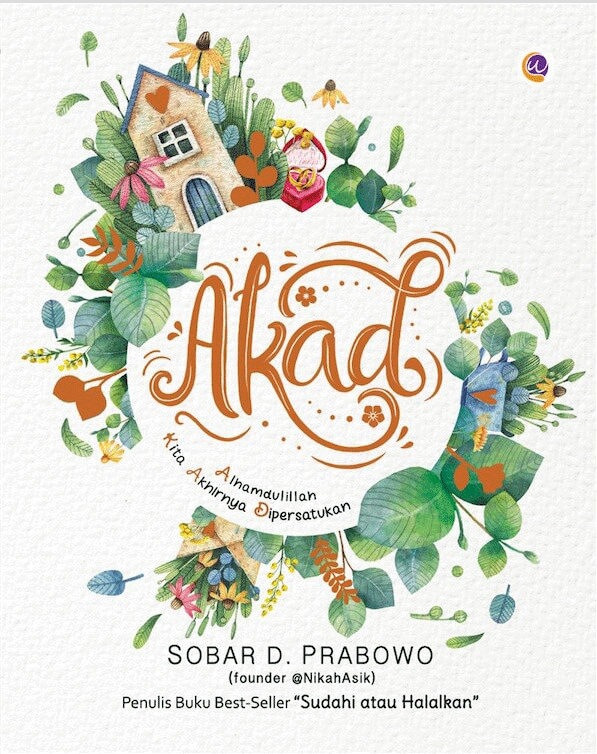 Akad
Alhamdulillah
Kita Akhirnya Dipersatukan
SOBAR D. PRABOWO
(founder @NikahAsik)
Penulis Buku Best-Seller “Sudahi atau Halalkan”